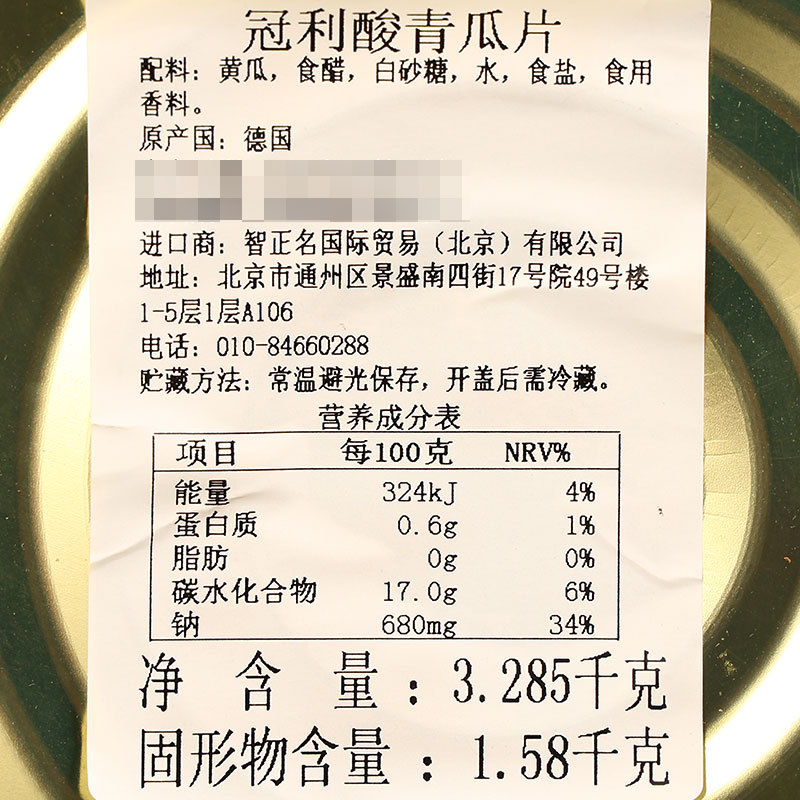 冠利酸青瓜片
配料：黄瓜，食醋，白砂糖，水，食盐，食用
香料。
原产国：德国
进口商：智正名国际贸易（北京）有限公司
地址：北京市通州区景盛南四街17号院49号楼
1-5层1层A106
电话：010-84660288
贮藏方法：常温避光保存，开盖后需冷藏。
营养成分表
项目 每100克 NRV%
能量 324kJ 4%
蛋白质 0.6g 1%
脂肪 0g 0%
碳水化合物 17.0g 6%
钠 680mg 34%
净含量：3.285千克
固形物含量：1.58千克